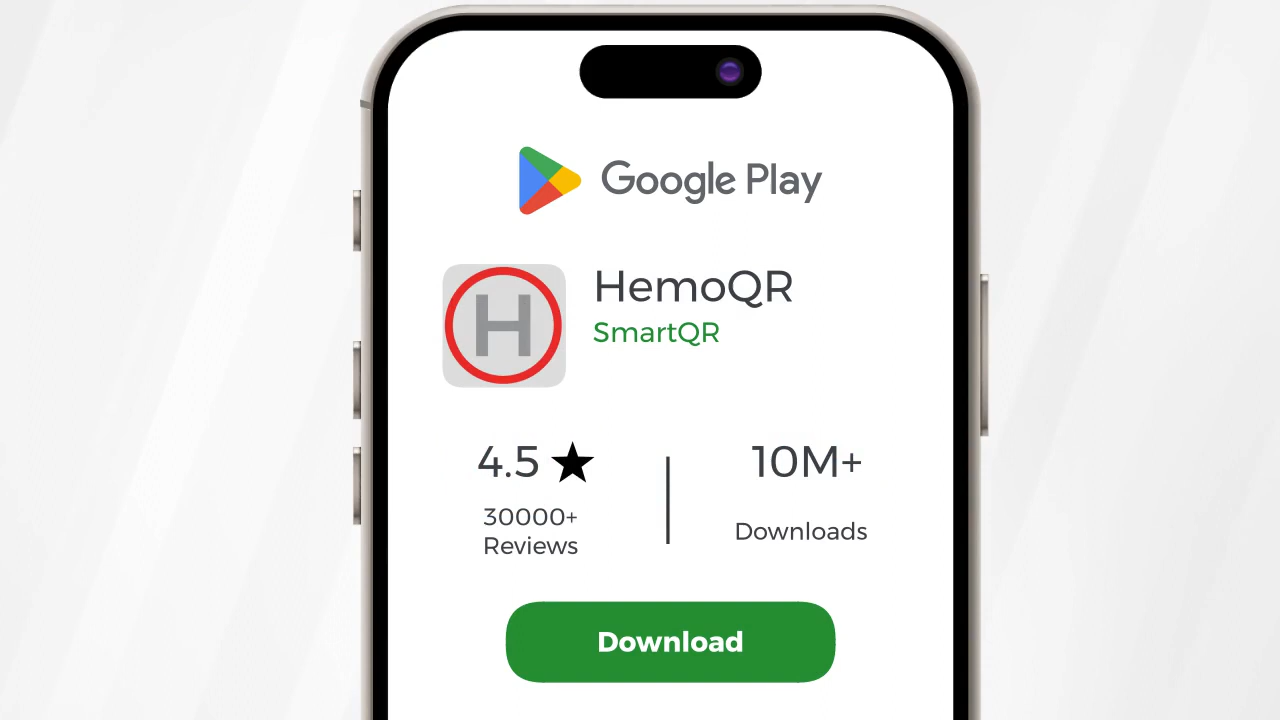 Google Play
H
HemoQR
SmartQR
4.5 ★
10M+
30000+
Reviews
Downloads
Download